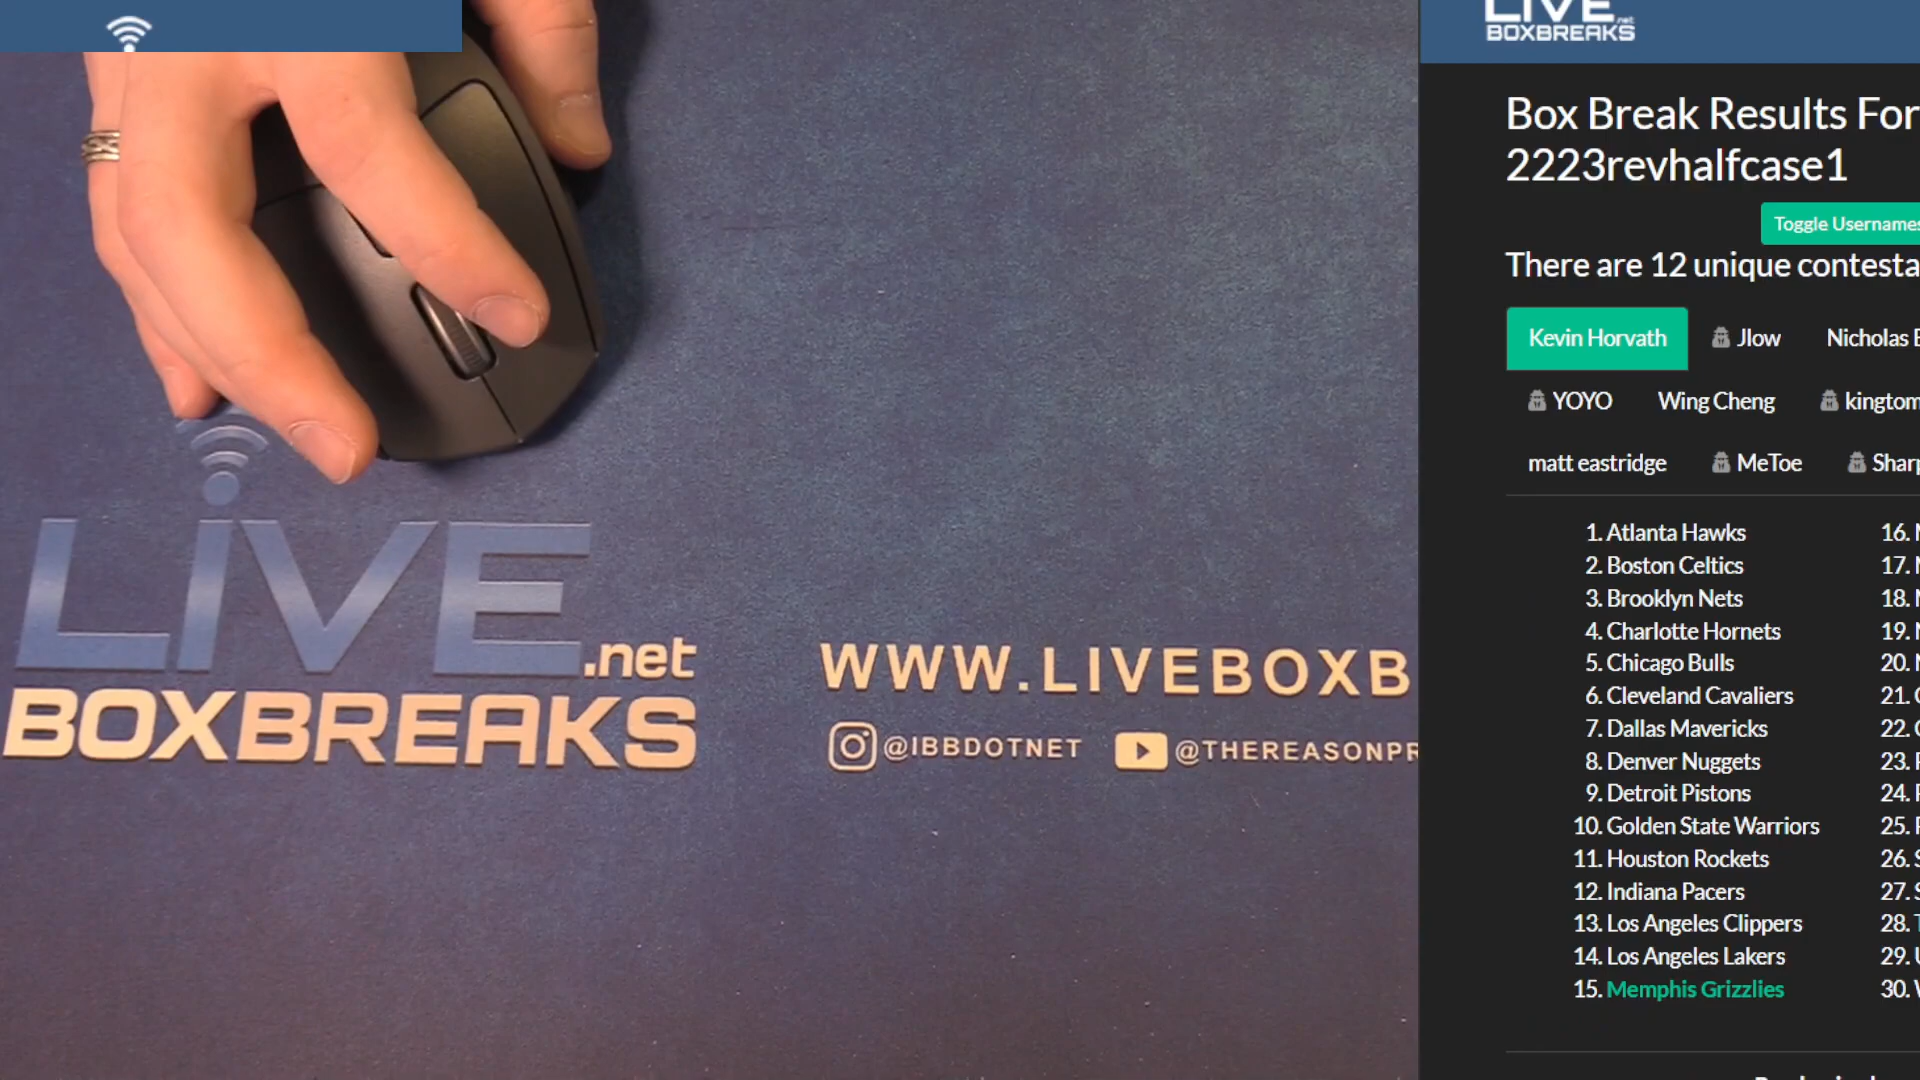 LIVE.net
BOXBREAKS
Box Break Results For
2223revhalfcase1
Toggle Usernames
There are 12 unique
Kevin Horvath
Jlow
Nicholas
YOYO
Wing Cheng
matt eastridge
MeToe
1. Atlanta Hawks
2. Boston Celtics
3. Brooklyn Nets
4. Charlotte Hornets
5. Chicago Bulls
6. Cleveland Cavaliers
7. Dallas Mavericks
8. Denver Nuggets
9. Detroit Pistons
10. Golden State Warriors
11. Houston Rockets
12. Indiana Pacers
13. Los Angeles Clippers
14. Los Angeles Lakers
15. Memphis Grizzlies
16.
17.
18.
19.
20.
21.
22.
23.
24.
25.
26.
27.
28.
29.
30.
LIVE.net
BOXBREAKS
WWW.LIVEBOXB
@IBBDOTNET
@THEREASONPR